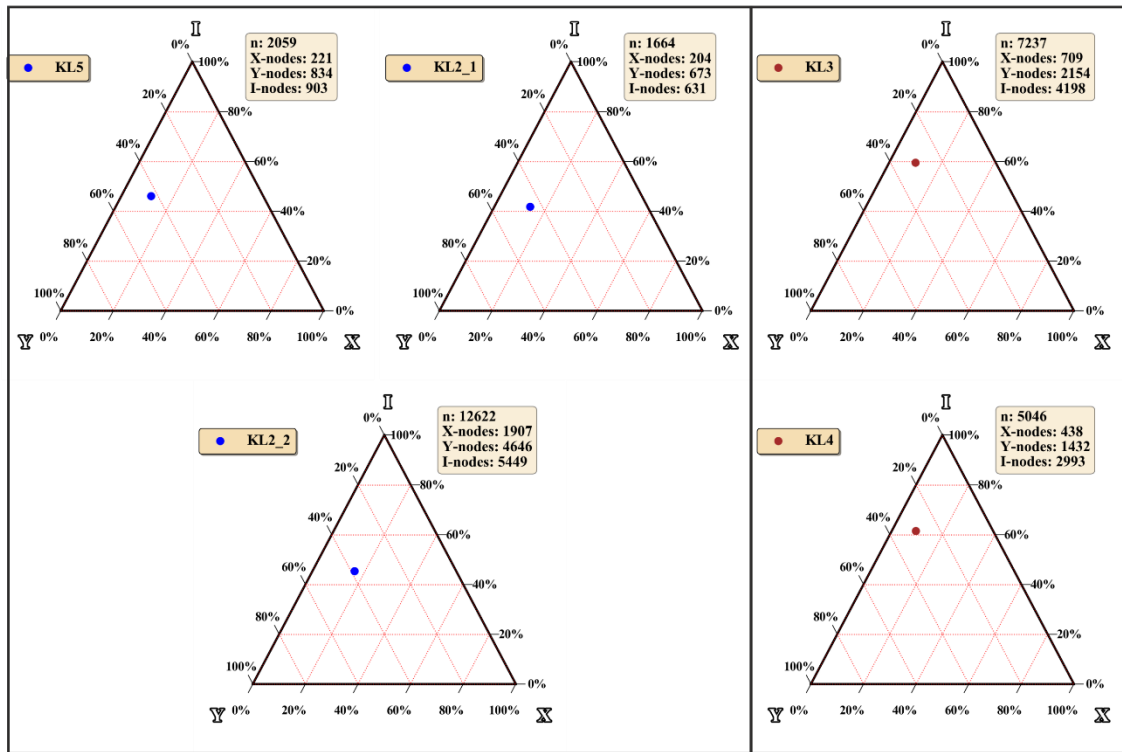 I
KL5
n: 2059
X-nodes: 221
Y-nodes: 834
I-nodes: 903
0%
100%
20%
80%
40%
60%
60%
40%
80%
20%
100%
0%
Y
0%
20%
40%
60%
80%
100%
X
I
KL2_1
n: 1664
X-nodes: 204
Y-nodes: 673
I-nodes: 631
0%
100%
20%
80%
40%
60%
60%
40%
80%
20%
100%
0%
Y
0%
20%
40%
60%
80%
100%
X
I
KL3
n: 7237
X-nodes: 709
Y-nodes: 2154
I-nodes: 4198
0%
100%
20%
80%
40%
60%
60%
40%
80%
20%
100%
0%
Y
0%
20%
40%
60%
80%
100%
X
I
KL2_2
n: 12622
X-nodes: 1907
Y-nodes: 4646
I-nodes: 5449
0%
100%
20%
80%
40%
60%
60%
40%
80%
20%
100%
0%
Y
0%
20%
40%
60%
80%
100%
X
I
KL4
n: 5046
X-nodes: 438
Y-nodes: 1432
I-nodes: 2993
0%
100%
20%
80%
40%
60%
60%
40%
80%
20%
100%
0%
Y
0%
20%
40%
60%
80%
100%
X